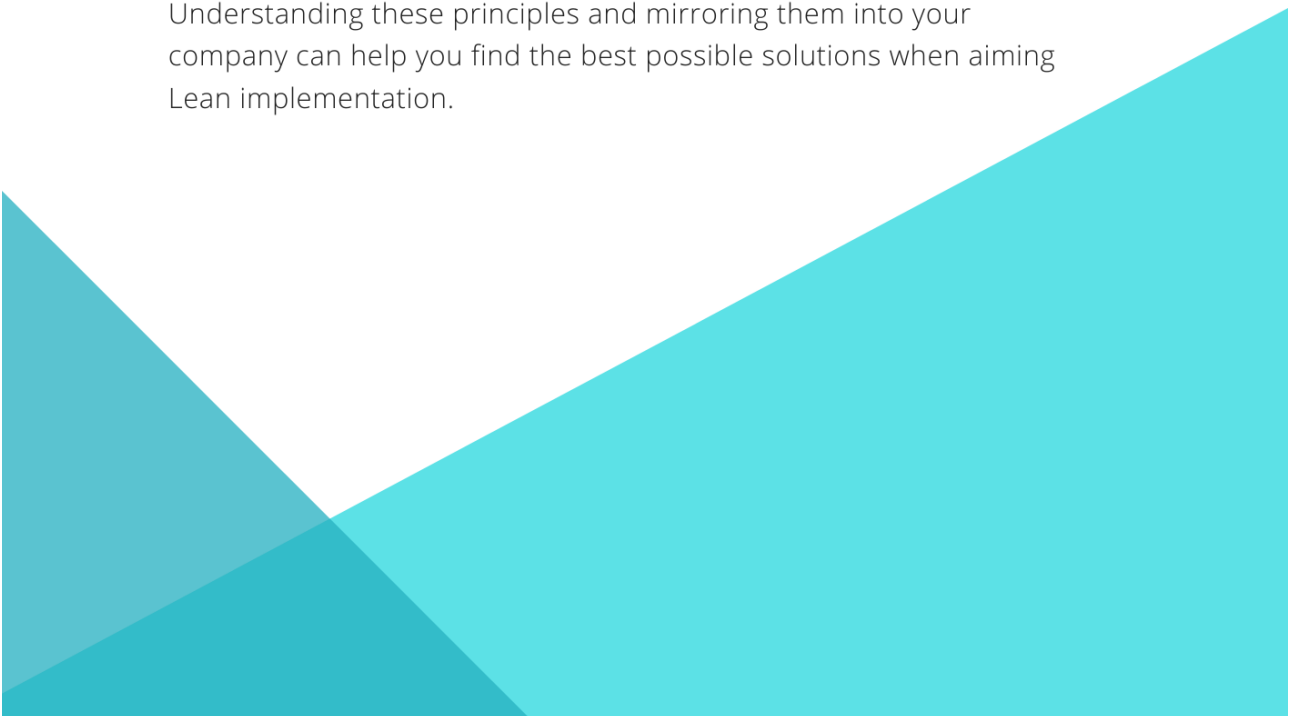 Understanding these principles and mirroring them into your
company can help you find the best possible solutions when aiming
Lean implementation.